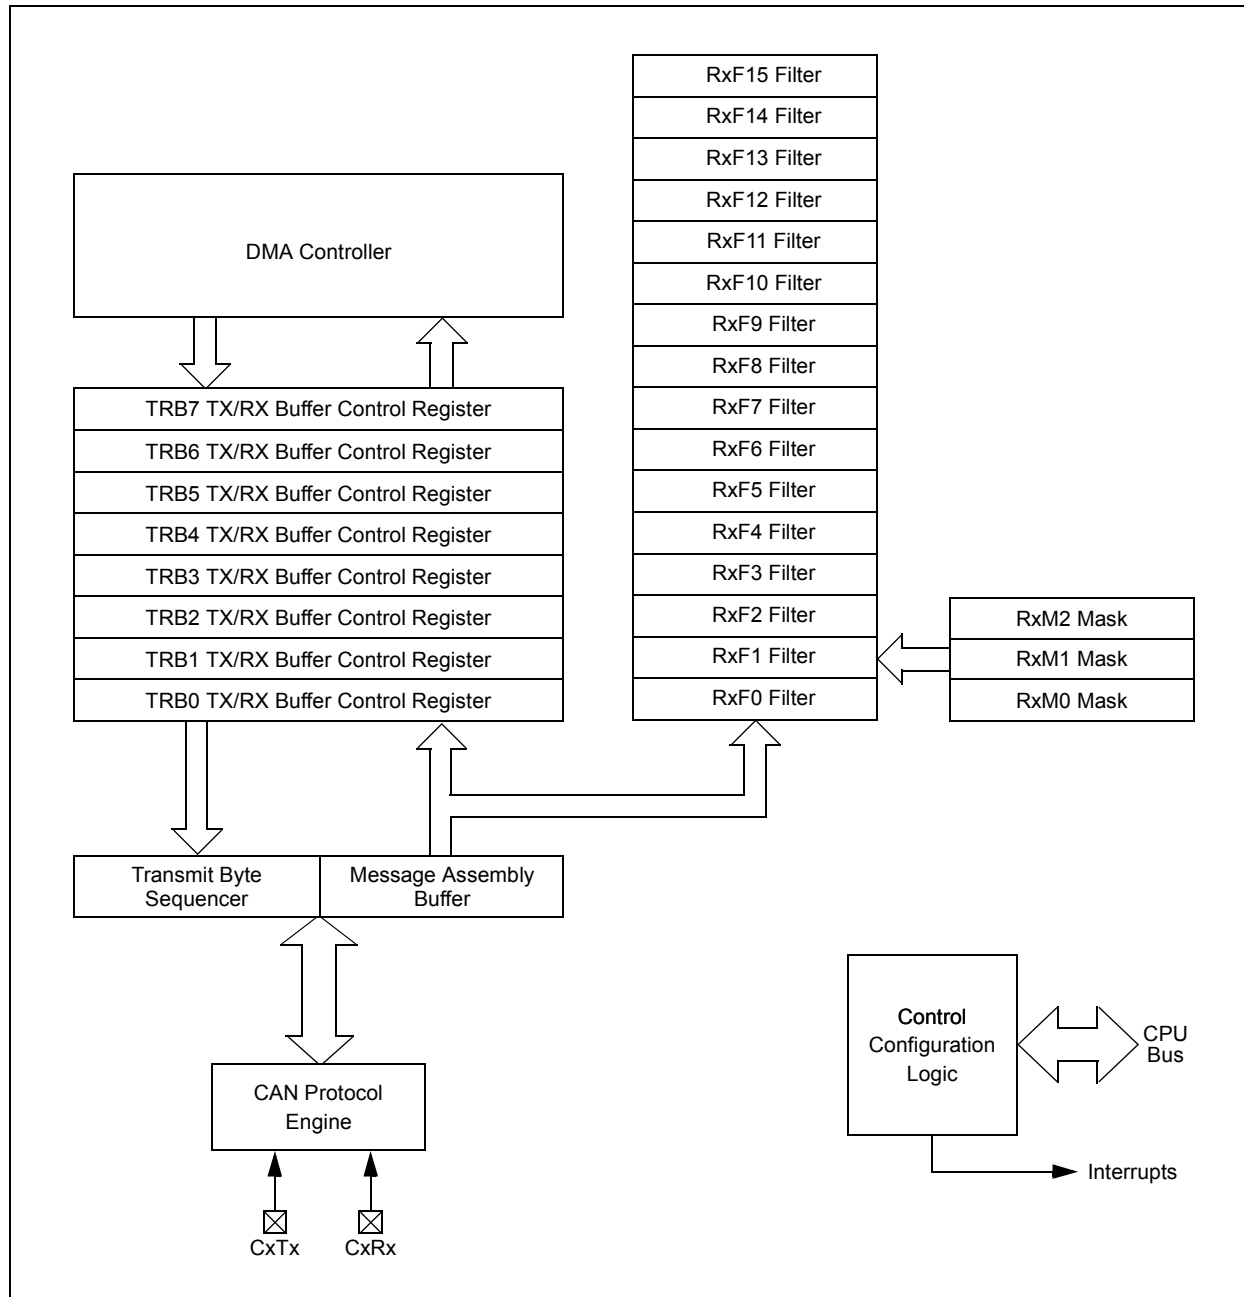 RxF15 Filter
RxF14 Filter
RxF13 Filter
RxF12 Filter
RxF11 Filter
RxF10 Filter
RxF9 Filter
RxF8 Filter
RxF7 Filter
RxF6 Filter
RxF5 Filter
RxF4 Filter
RxF3 Filter
RxF2 Filter
RxF1 Filter
RxF0 Filter
DMA Controller
TRB7 TX/RX Buffer Control Register
TRB6 TX/RX Buffer Control Register
TRB5 TX/RX Buffer Control Register
TRB4 TX/RX Buffer Control Register
TRB3 TX/RX Buffer Control Register
TRB2 TX/RX Buffer Control Register
TRB1 TX/RX Buffer Control Register
TRB0 TX/RX Buffer Control Register
RxM2 Mask
RxM1 Mask
RxM0 Mask
Transmit Byte
Sequencer
Message Assembly
Buffer
CAN Protocol
Engine
CxTx
CxRx
Control
Configuration
Logic
CPU
Bus
Interrupts